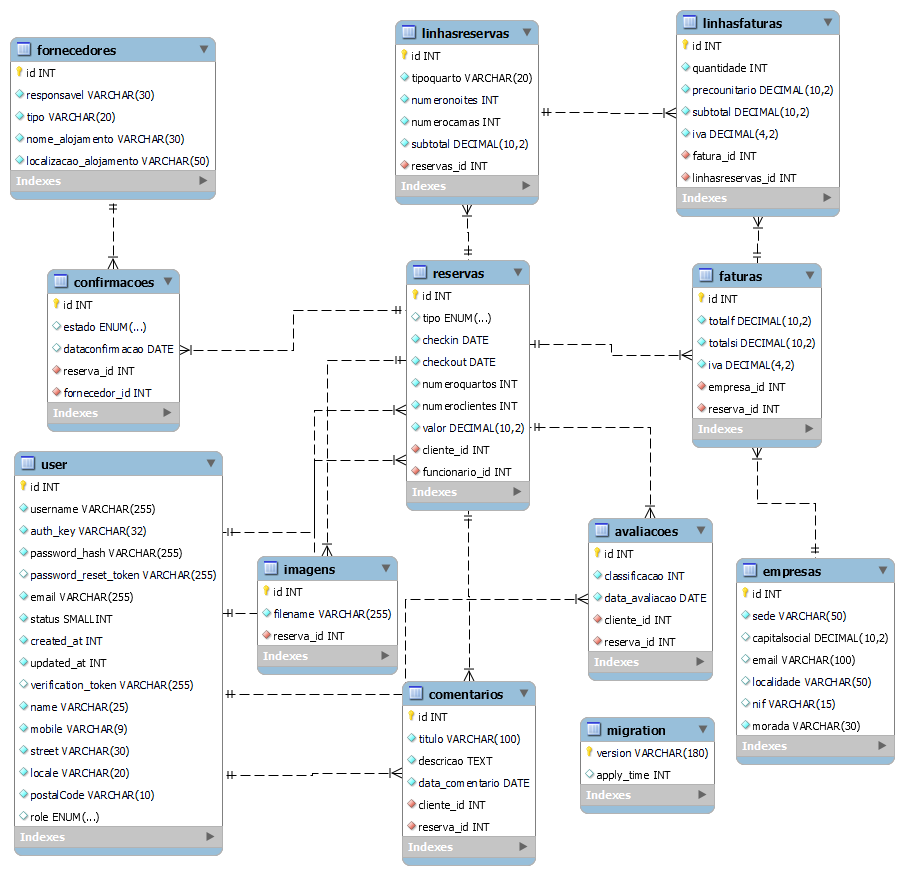 fornecedores
id INT
responsavel VARCHAR(30)
tipo VARCHAR(20)
nome_alojamento VARCHAR(30)
localizacao_alojamento VARCHAR(50)
Indexes
linhasreservas
id INT
tipoquarto VARCHAR(20)
numeronoites INT
numerocamas INT
subtotal DECIMAL(10,2)
reservas_id INT
Indexes
linhasfaturas
id INT
quantidade INT
precounitario DECIMAL(10,2)
subtotal DECIMAL(10,2)
iva DECIMAL(4,2)
fatura_id INT
linhasreservas_id INT
Indexes
confirmacoes
id INT
estado ENUM(...)
dataconfirmacao DATE
reserva_id INT
fornecedor_id INT
Indexes
reservas
id INT
tipo ENUM(...)
checkin DATE
checkout DATE
numeroquartos INT
numeroclientes INT
valor DECIMAL(10,2)
cliente_id INT
funcionario_id INT
Indexes
faturas
id INT
totalf DECIMAL(10,2)
totalsi DECIMAL(10,2)
iva DECIMAL(4,2)
empresa_id INT
reserva_id INT
Indexes
user
id INT
username VARCHAR(255)
auth_key VARCHAR(32)
password_hash VARCHAR(255)
password_reset_token VARCHAR(255)
email VARCHAR(255)
status SMALLINT
created_at INT
updated_at INT
verification_token VARCHAR(255)
name VARCHAR(25)
mobile VARCHAR(9)
street VARCHAR(30)
locale VARCHAR(20)
postalCode VARCHAR(10)
role ENUM(...)
Indexes
imagens
id INT
filename VARCHAR(255)
reserva_id INT
Indexes
avaliacoes
id INT
classificacao INT
data_avaliacao DATE
cliente_id INT
reserva_id INT
Indexes
empresas
id INT
sede VARCHAR(50)
capitalsocial DECIMAL(10,2)
email VARCHAR(100)
localidade VARCHAR(50)
nif VARCHAR(15)
morada VARCHAR(30)
Indexes
comentarios
id INT
titulo VARCHAR(100)
descricao TEXT
data_comentario DATE
cliente_id INT
reserva_id INT
Indexes
migration
version VARCHAR(180)
apply_time INT
Indexes